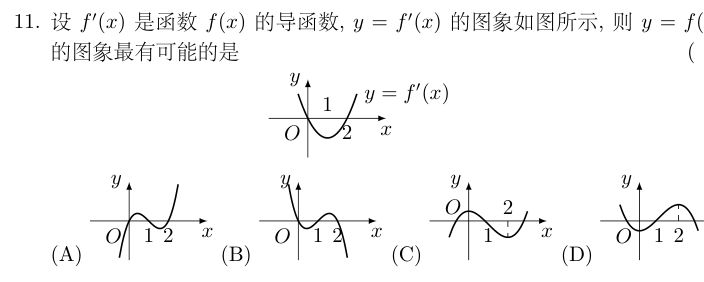 11. 设 f′(x) 是函数 f(x) 的导函数, y = f′(x) 的图象如图所示, 则 y = f(
的图象最有可能的是 (
y
1
y = f′(x)
O 2 x
y y y y
O 2
O 1 2 x O 1 2 x 1 x O 1 2
(A) (B) (C) (D)